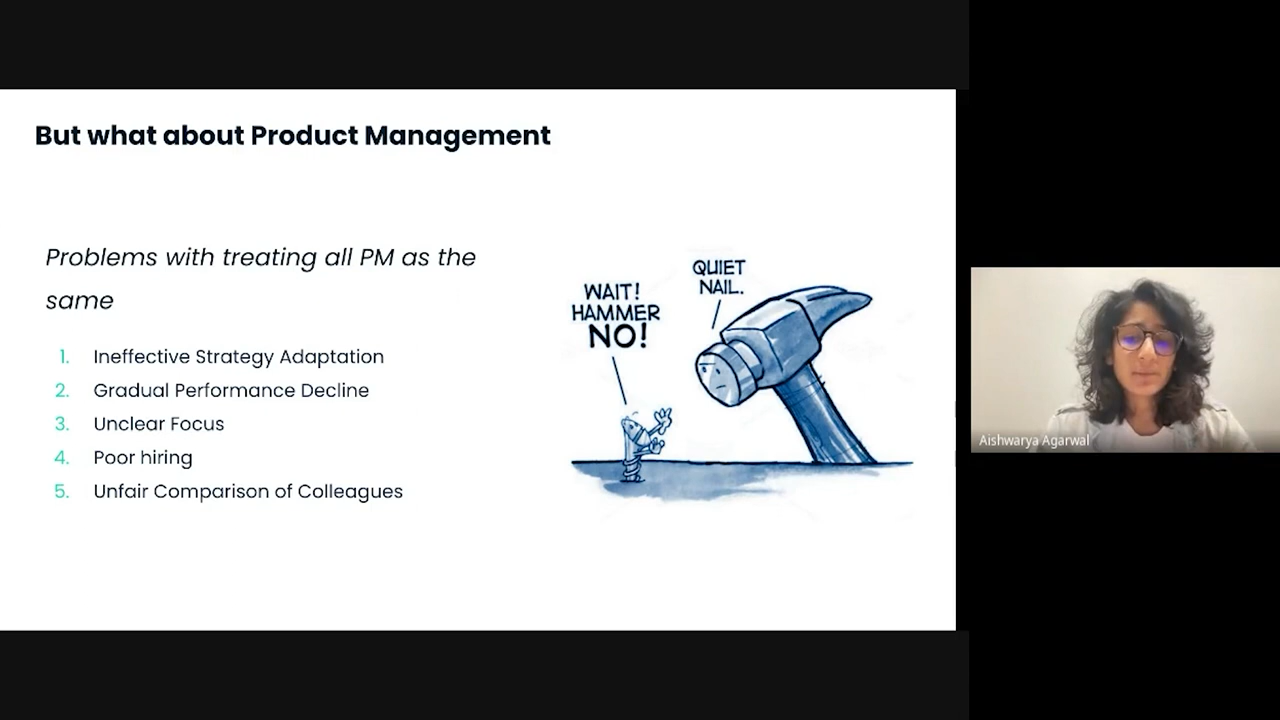 But what about Product Management
Problems with treating all PM as the
same
1. Ineffective Strategy Adaptation
2. Gradual Performance Decline
3. Unclear Focus
4. Poor hiring
5. Unfair Comparison of Colleagues
WAIT!
HAMMER
NO!
QUIET
NAIL.
Aishwarya Agarwal